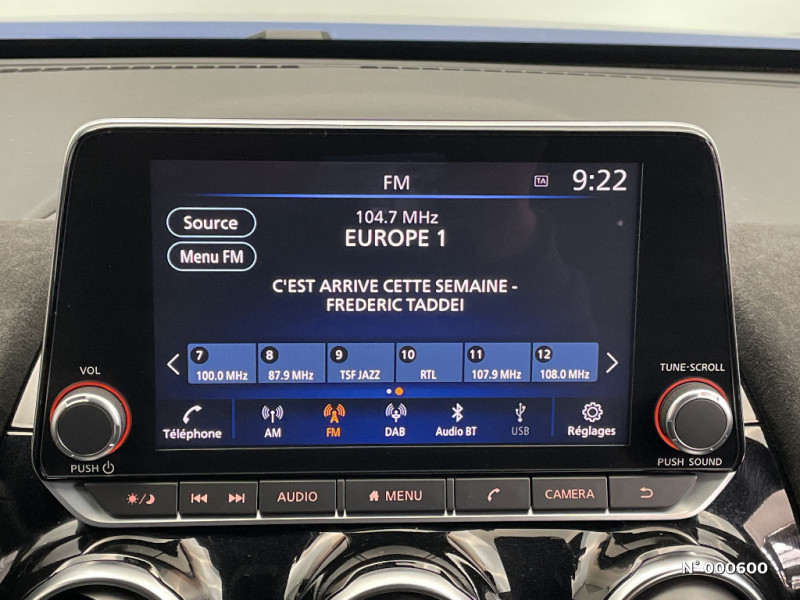 FM
TA
9:22
Source
104.7 MHz
EUROPE 1
Menu FM
C'EST ARRIVE CETTE SEMAINE -
FREDERIC TADDEI
7 8 9 10 11 12
100.0 MHz 87.9 MHz TSF JAZZ RTL 107.9 MHz 108.0 MHz
Téléphone AM FM DAB Audio BT USB Réglages
VOL
PUSH
TUNE·SCROLL
PUSH SOUND
AUDIO MENU CAMERA
N° 000600